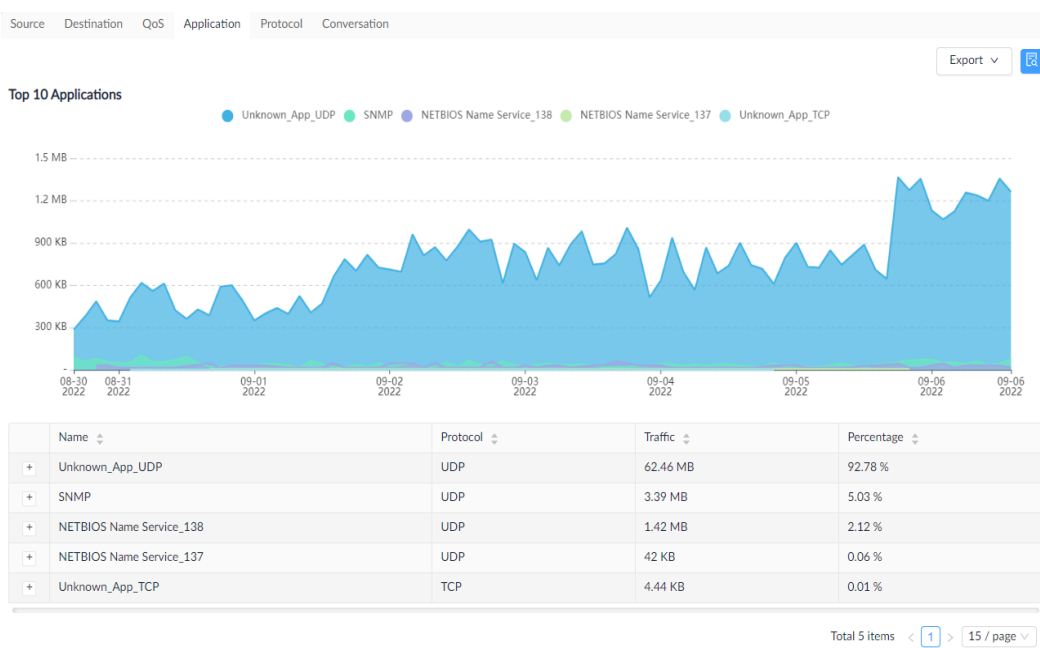 Source Destination QoS Application Protocol Conversation
Export
Top 10 Applications
Unknown_App_UDP SNMP NETBIOS Name Service_138 NETBIOS Name Service_137 Unknown_App_TCP
1.5 MB
1.2 MB
900 KB
600 KB
300 KB
-
08-30 08-31 09-01 09-02 09-03 09-04 09-05 09-06 09-06
2022 2022 2022 2022 2022 2022 2022 2022 2022
Name Protocol Traffic Percentage
+ Unknown_App_UDP UDP 62.46 MB 92.78 %
+ SNMP UDP 3.39 MB 5.03 %
+ NETBIOS Name Service_138 UDP 1.42 MB 2.12 %
+ NETBIOS Name Service_137 UDP 42 KB 0.06 %
+ Unknown_App_TCP TCP 4.44 KB 0.01 %
Total 5 items < 1 > 15 / page